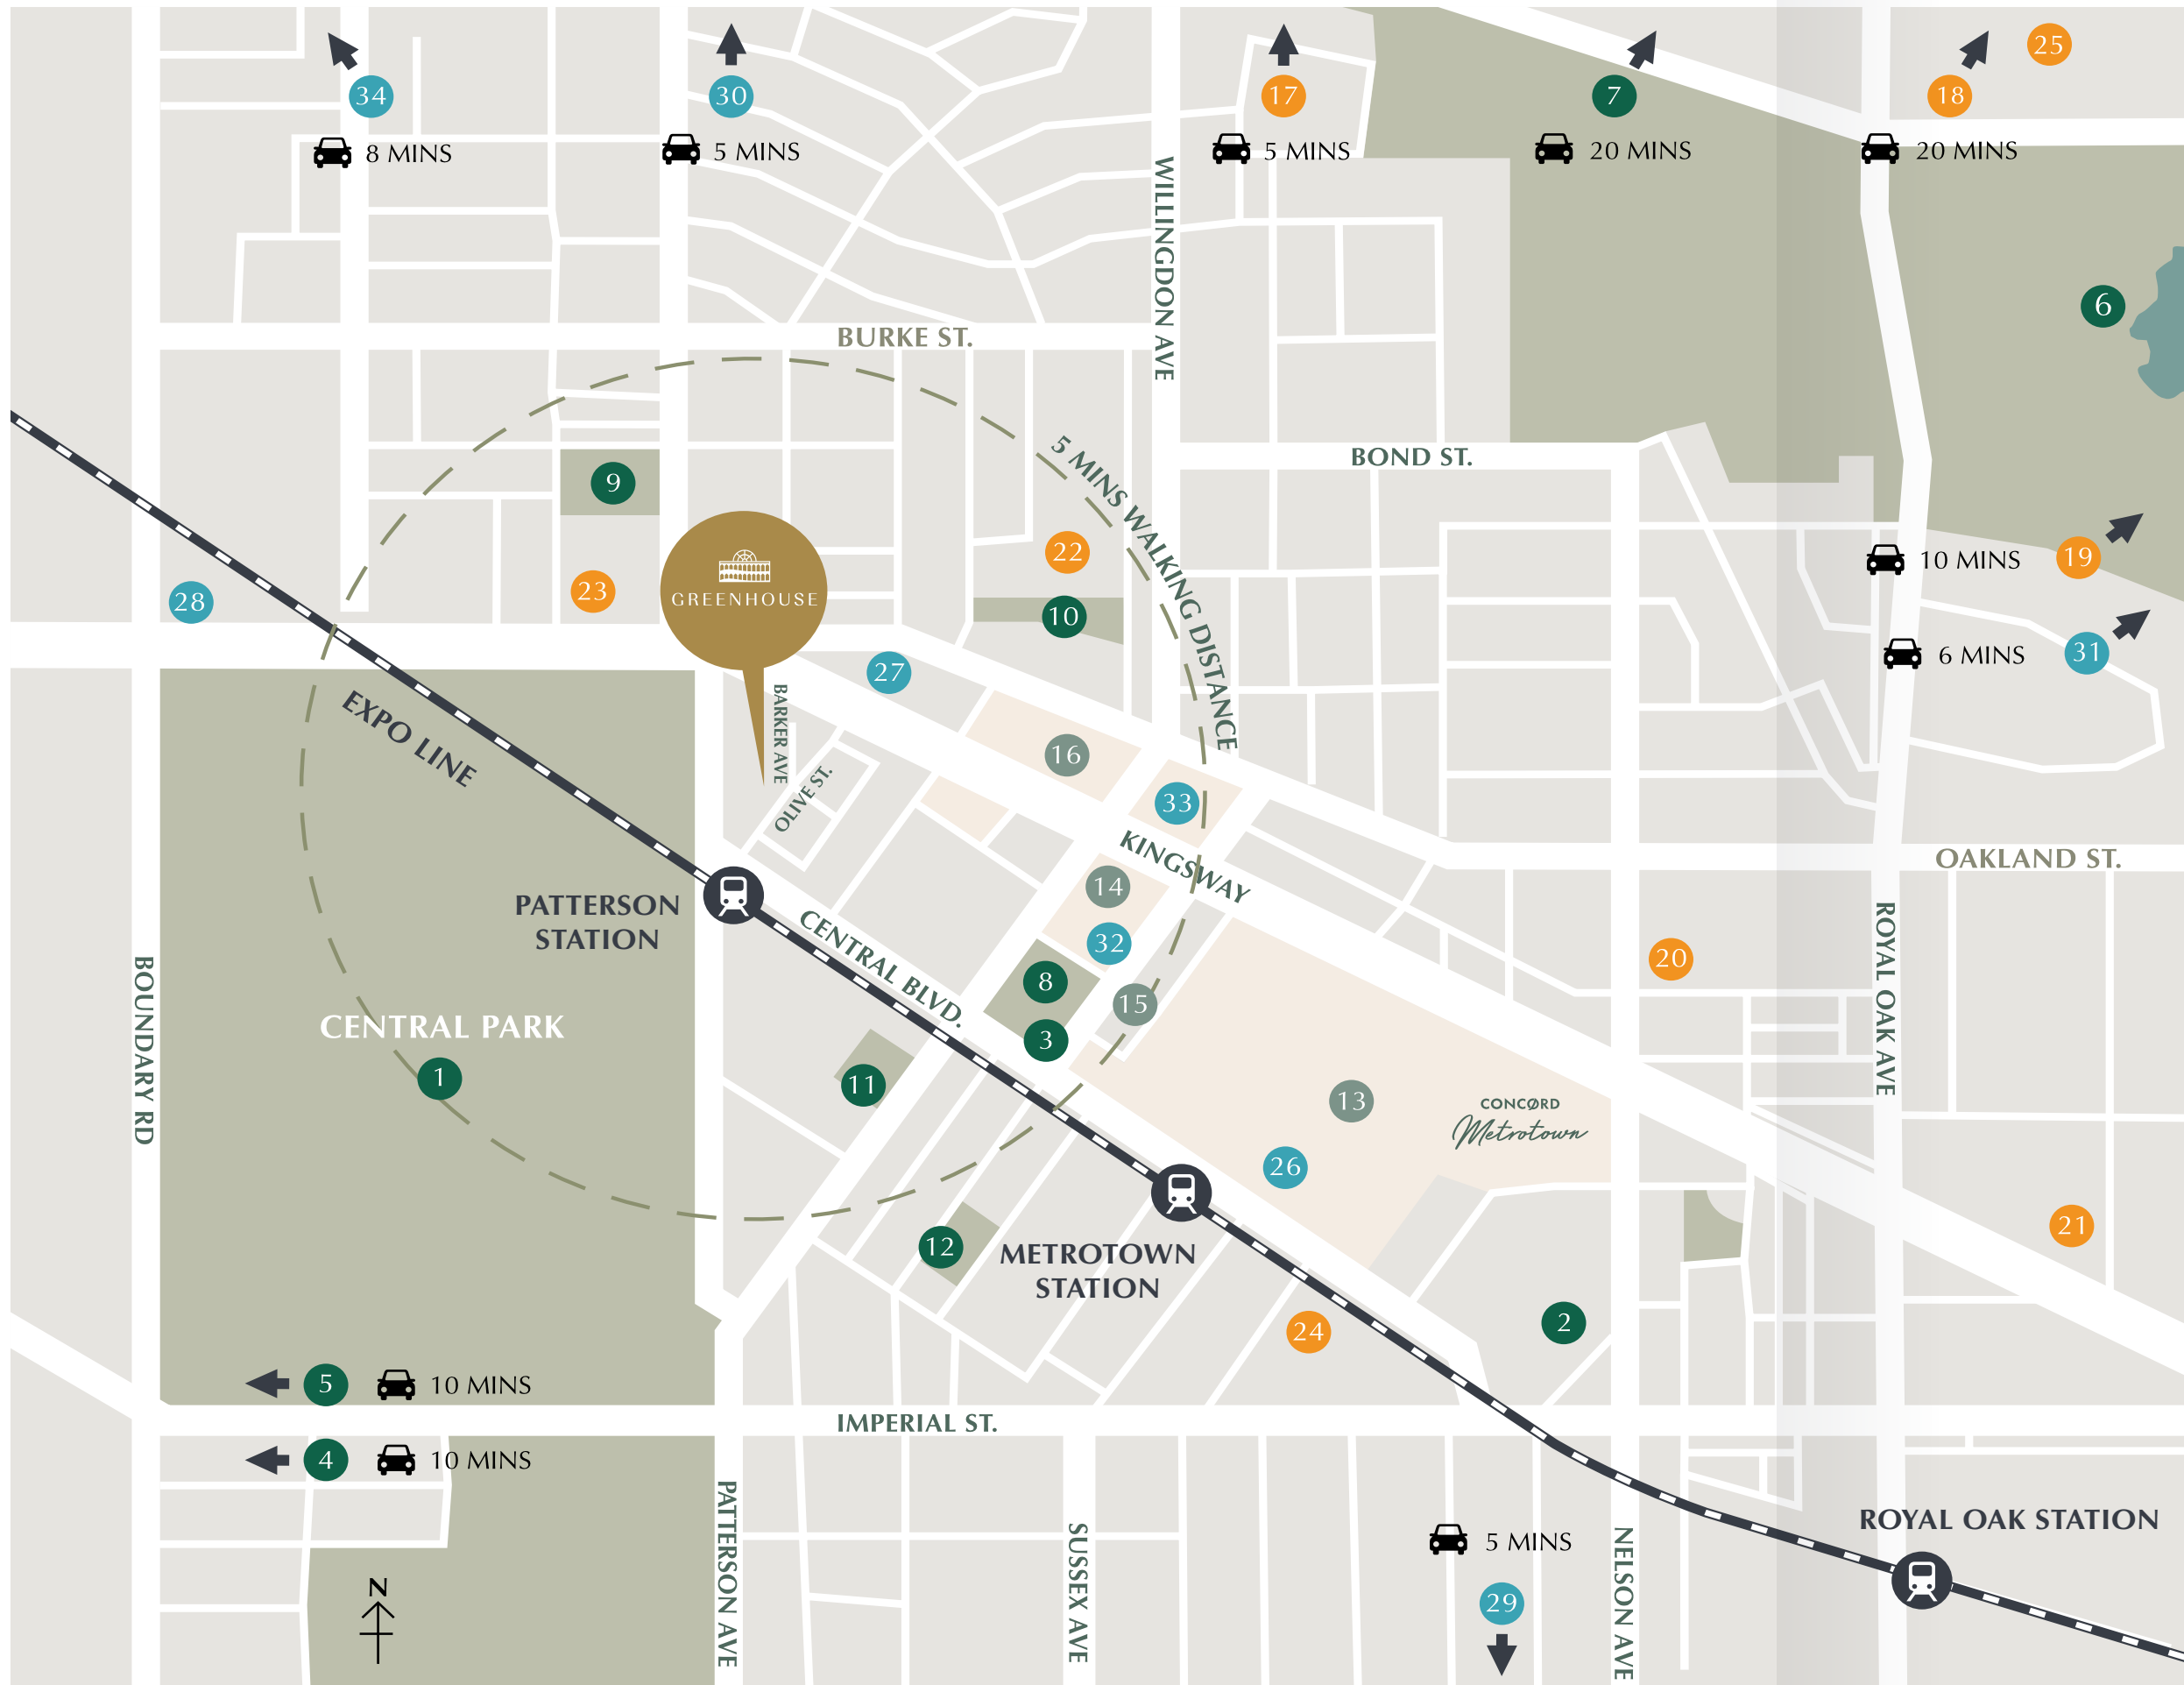 34
8 MINS
30
5 MINS
17
5 MINS
7
20 MINS
18
20 MINS
25
WILLINGDON AVE
6
BURKE ST.
5 MINS WALKING DISTANCE
BOND ST.
9
22
10
23
GREENHOUSE
28
10 MINS
19
6 MINS
31
27
BARKER AVE
OLIVE ST.
EXPO LINE
16
33
KINGSWAY
OAKLAND ST.
14
32
PATTERSON
STATION
CENTRAL BLVD.
8
15
3
20
ROYAL OAK AVE
BOUNDARY RD
CENTRAL PARK
1
11
13
CONCORD
Metrotown
26
12
METROTOWN
STATION
21
24
2
5
10 MINS
IMPERIAL ST.
4
10 MINS
PATTERSON AVE
SUSSEX AVE
5 MINS
29
NELSON AVE
ROYAL OAK STATION
N